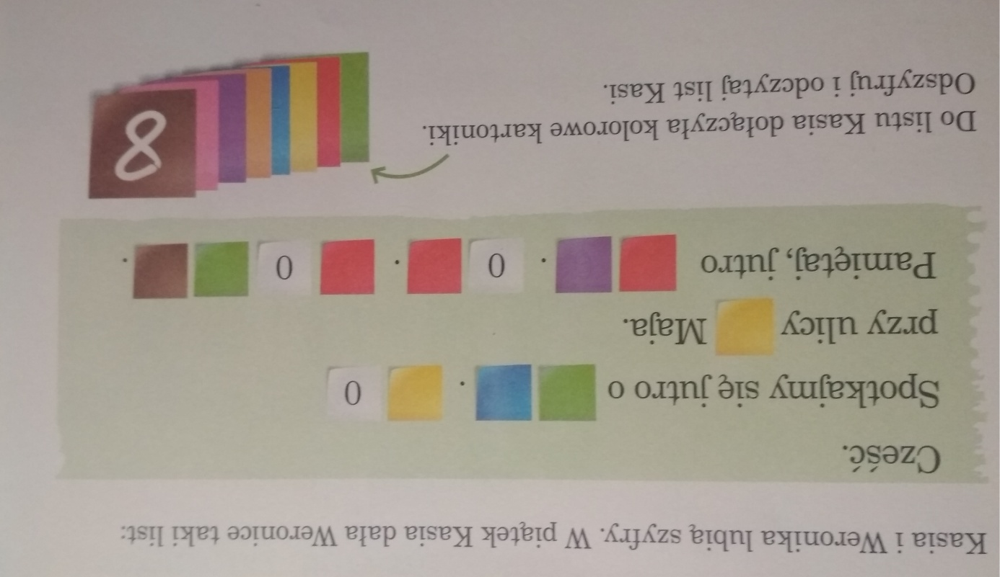 Kasia i Weronika lubią szyfry. W piątek Kasia dała Weronice taki list:
Cześć.
Spotkajmy się jutro o . 0
przy ulicy Maja.
Pamiętaj, jutro . 0 . 0 .
Do listu Kasia dołączyła kolorowe kartoniki.
Odszyfruj i odczytaj list Kasi.
8